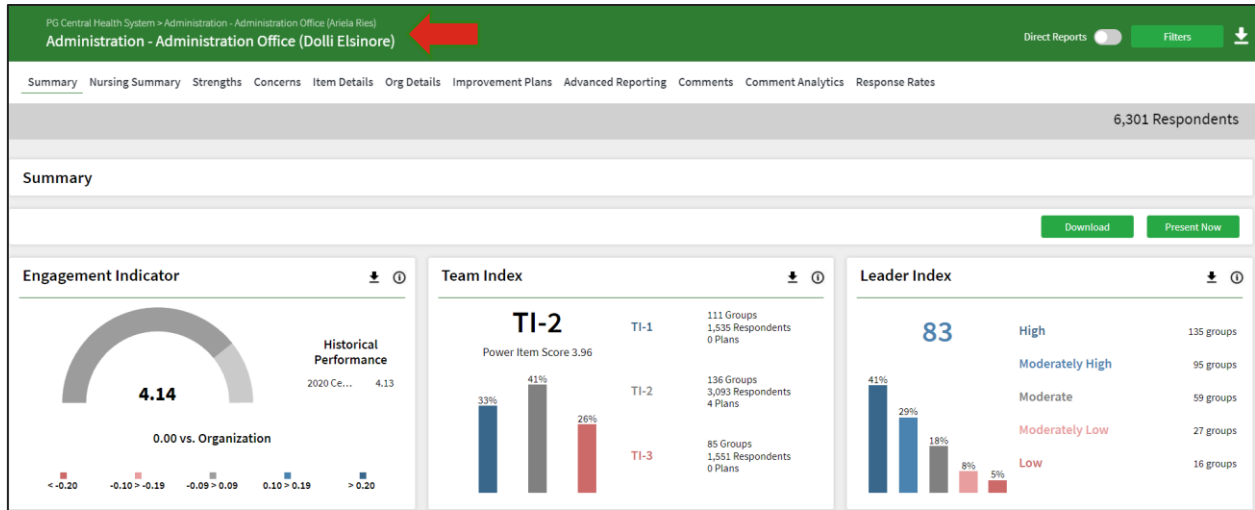 PG Central Health System > Administration - Administration Office (Ariela Ries)
Administration - Administration Office (Dolli Elsinore)
Direct Reports
Filters
Summary Nursing Summary Strengths Concerns Item Details Org Details Improvement Plans Advanced Reporting Comments Comment Analytics Response Rates
6,301 Respondents
Summary
Download Present Now
Engagement Indicator
4.14
Historical
Performance
2020 Ce... 4.13
0.00 vs. Organization
< -0.20 -0.10 > -0.19 -0.09 > 0.09 0.10 > 0.19 > 0.20
Team Index
TI-2
Power Item Score 3.96
33% 41% 26%
TI-1
111 Groups
1,535 Respondents
0 Plans
TI-2
136 Groups
3,093 Respondents
4 Plans
TI-3
85 Groups
1,551 Respondents
0 Plans
Leader Index
83
41% 29% 18% 8% 5%
High 135 groups
Moderately High 95 groups
Moderate 59 groups
Moderately Low 27 groups
Low 16 groups